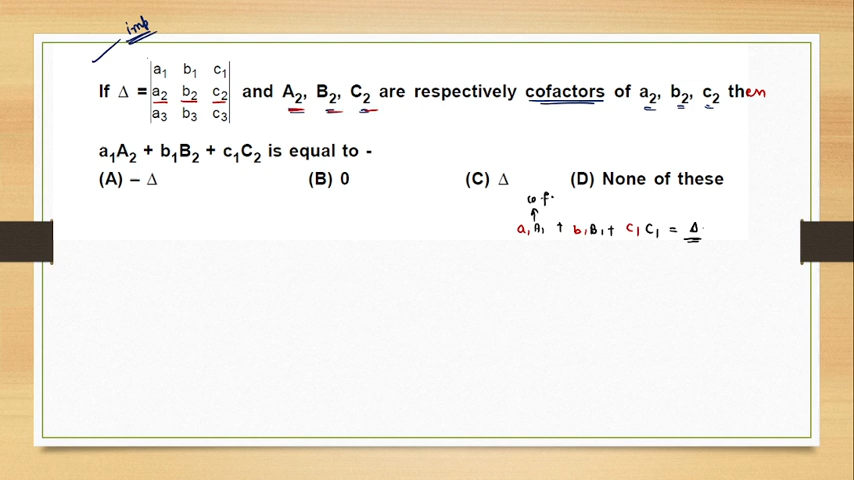 imp
If Δ = | a₁ b₁ c₁ |
| a₂ b₂ c₂ | and A₂, B₂, C₂ are respectively cofactors of a₂, b₂, c₂ then
| a₃ b₃ c₃ |
a₁A₂ + b₁B₂ + c₁C₂ is equal to -
(A) – Δ (B) 0 (C) Δ (D) None of these
cof.
a₁A₁ + b₁B₁ + c₁C₁ = Δ